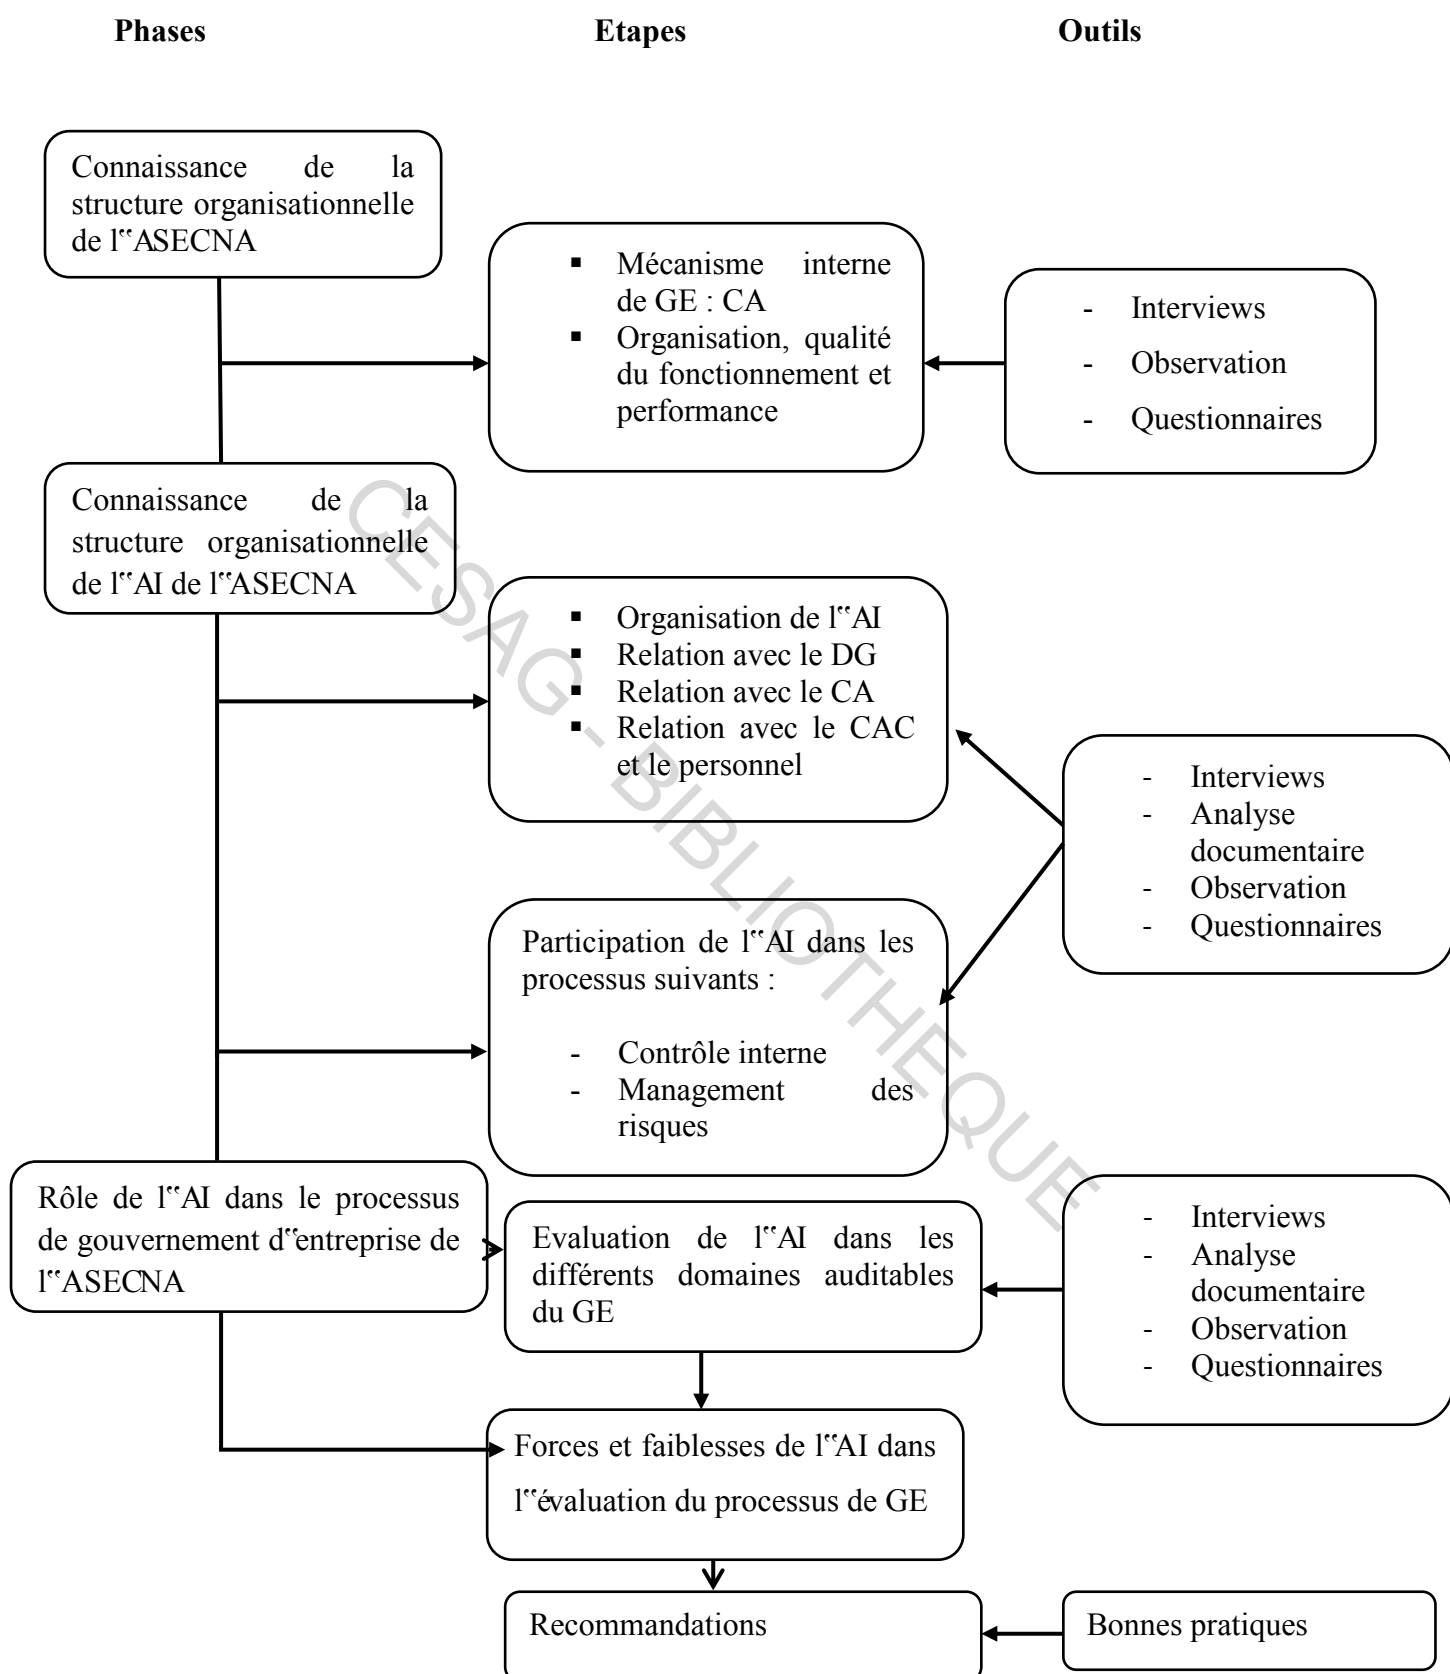 Phases Etapes Outils
Connaissance de la
structure organisationnelle
de l‟ASECNA
▪ Mécanisme interne
de GE : CA
▪ Organisation, qualité
du fonctionnement et
performance
- Interviews
- Observation
- Questionnaires
Connaissance de la
structure organisationnelle
de l‟AI de l‟ASECNA
▪ Organisation de l‟AI
▪ Relation avec le DG
▪ Relation avec le CA
▪ Relation avec le CAC
et le personnel
- Interviews
- Analyse
documentaire
- Observation
- Questionnaires
Participation de l‟AI dans les
processus suivants :
- Contrôle interne
- Management des
risques
Rôle de l‟AI dans le processus
de gouvernement d‟entreprise de
l‟ASECNA
Evaluation de l‟AI dans les
différents domaines auditables
du GE
- Interviews
- Analyse
documentaire
- Observation
- Questionnaires
Forces et faiblesses de l‟AI dans
l‟évaluation du processus de GE
Recommandations
Bonnes pratiques
CESAG - BIBLIOTHEQUE